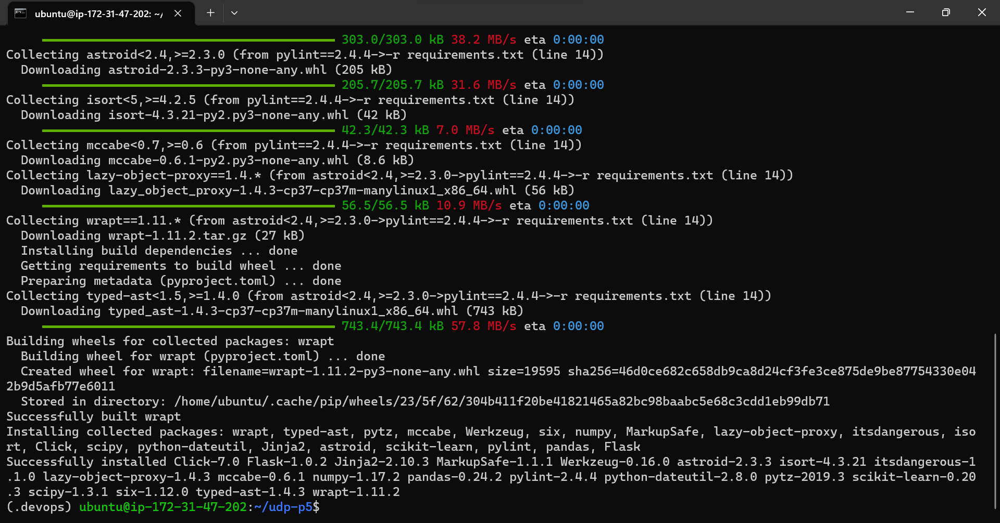 ubuntu@ip-172-31-47-202: ~/
303.0/303.0 kB 38.2 MB/s eta 0:00:00
Collecting astroid<2.4,>=2.3.0 (from pylint==2.4.4->-r requirements.txt (line 14))
  Downloading astroid-2.3.3-py3-none-any.whl (205 kB)
205.7/205.7 kB 31.6 MB/s eta 0:00:00
Collecting isort<5,>=4.2.5 (from pylint==2.4.4->-r requirements.txt (line 14))
  Downloading isort-4.3.21-py2.py3-none-any.whl (42 kB)
42.3/42.3 kB 7.0 MB/s eta 0:00:00
Collecting mccabe<0.7,>=0.6 (from pylint==2.4.4->-r requirements.txt (line 14))
  Downloading mccabe-0.6.1-py2.py3-none-any.whl (8.6 kB)
Collecting lazy-object-proxy==1.4.* (from astroid<2.4,>=2.3.0->pylint==2.4.4->-r requirements.txt (line 14))
  Downloading lazy_object_proxy-1.4.3-cp37-cp37m-manylinux1_x86_64.whl (56 kB)
56.5/56.5 kB 10.9 MB/s eta 0:00:00
Collecting wrapt==1.11.* (from astroid<2.4,>=2.3.0->pylint==2.4.4->-r requirements.txt (line 14))
  Downloading wrapt-1.11.2.tar.gz (27 kB)
  Installing build dependencies ... done
  Getting requirements to build wheel ... done
  Preparing metadata (pyproject.toml) ... done
Collecting typed-ast<1.5,>=1.4.0 (from astroid<2.4,>=2.3.0->pylint==2.4.4->-r requirements.txt (line 14))
  Downloading typed_ast-1.4.3-cp37-cp37m-manylinux1_x86_64.whl (743 kB)
743.4/743.4 kB 57.8 MB/s eta 0:00:00
Building wheels for collected packages: wrapt
  Building wheel for wrapt (pyproject.toml) ... done
  Created wheel for wrapt: filename=wrapt-1.11.2-py3-none-any.whl size=19595 sha256=46d0ce682c658db9ca8d24cf3fe3ce875de9be87754330e04
2b9d5afb77e6011
  Stored in directory: /home/ubuntu/.cache/pip/wheels/23/5f/62/304b411f20be41821465a82bc98baabc5e68c3cdd1eb99db71
Successfully built wrapt
Installing collected packages: wrapt, typed-ast, pytz, mccabe, Werkzeug, six, numpy, MarkupSafe, lazy-object-proxy, itsdangerous, iso
rt, Click, scipy, python-dateutil, Jinja2, astroid, scikit-learn, pylint, pandas, Flask
Successfully installed Click-7.0 Flask-1.0.2 Jinja2-2.10.3 MarkupSafe-1.1.1 Werkzeug-0.16.0 astroid-2.3.3 isort-4.3.21 itsdangerous-1
.1.0 lazy-object-proxy-1.4.3 mccabe-0.6.1 numpy-1.17.2 pandas-0.24.2 pylint-2.4.4 python-dateutil-2.8.0 pytz-2019.3 scikit-learn-0.20
.3 scipy-1.3.1 six-1.12.0 typed-ast-1.4.3 wrapt-1.11.2
(.devops) ubuntu@ip-172-31-47-202:~/udp-p5$